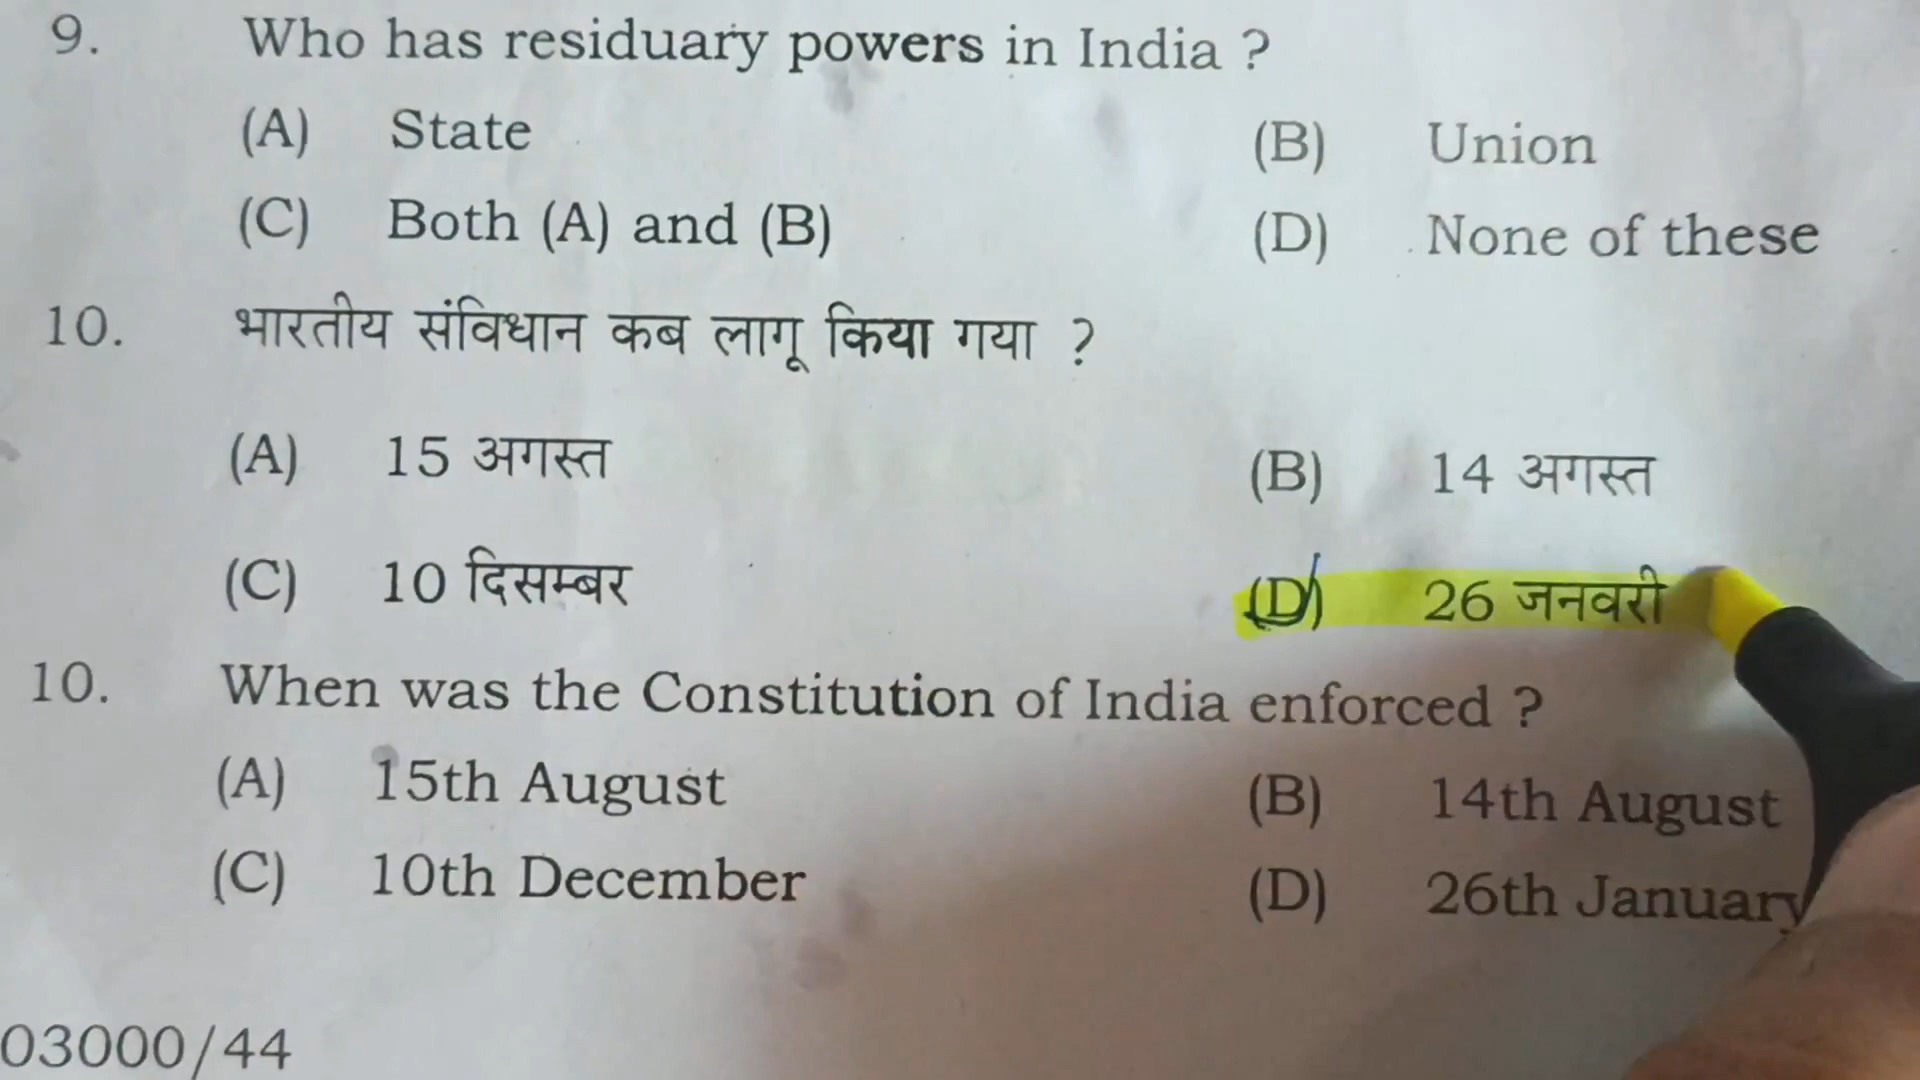 9. Who has residuary powers in India ?
(A) State (B) Union
(C) Both (A) and (B) (D) None of these
10. भारतीय संविधान कब लागू किया गया ?
(A) 15 अगस्त (B) 14 अगस्त
(C) 10 दिसम्बर (D) 26 जनवरी
10. When was the Constitution of India enforced ?
(A) 15th August (B) 14th August
(C) 10th December (D) 26th January
03000/44